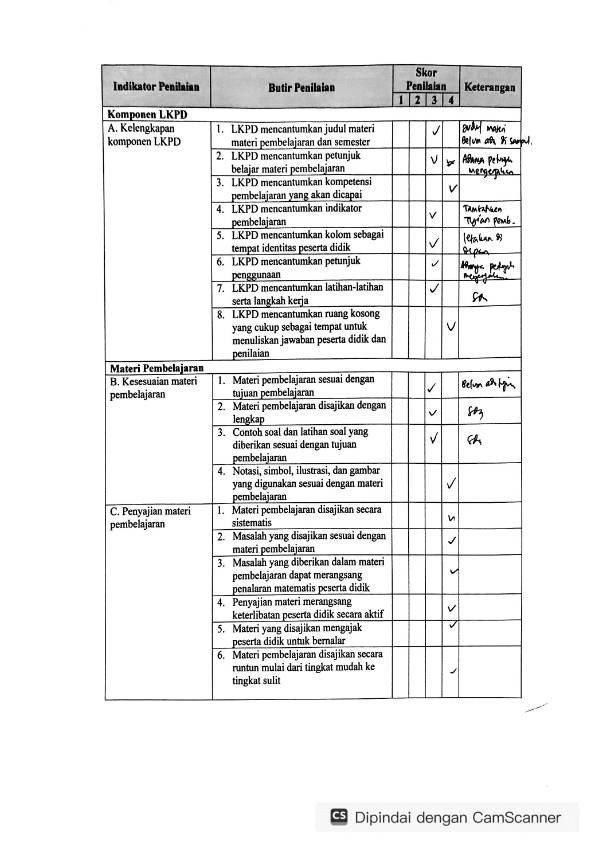 Indikator Penilaian Butir Penilaian Skor Penilaian Keterangan
1 2 3 4
Komponen LKPD
A. Kelengkapan komponen LKPD
1. LKPD mencantumkan judul materi ✓ Judul materi
materi pembelajaran dan semester Belum ada di sampul.
2. LKPD mencantumkan petunjuk ✓ Adanya
belajar materi pembelajaran mengerjakan
3. LKPD mencantumkan kompetensi ✓
pembelajaran yang akan dicapai
4. LKPD mencantumkan indikator ✓ Tambahkan
pembelajaran Tujuan pemb.
5. LKPD mencantumkan kolom sebagai ✓ letakan di
tempat identitas peserta didik Depan
6. LKPD mencantumkan petunjuk ✓ Adanya
penggunaan
7. LKPD mencantumkan latihan-latihan ✓
serta langkah kerja
8. LKPD mencantumkan ruang kosong ✓
yang cukup sebagai tempat untuk
menuliskan jawaban peserta didik dan
penilaian
Materi Pembelajaran
B. Kesesuaian materi pembelajaran
1. Materi pembelajaran sesuai dengan ✓ Belum ada
tujuan pembelajaran
2. Materi pembelajaran disajikan dengan ✓
lengkap
3. Contoh soal dan latihan soal yang ✓
diberikan sesuai dengan tujuan
pembelajaran
4. Notasi, simbol, ilustrasi, dan gambar ✓
yang digunakan sesuai dengan materi
pembelajaran
C. Penyajian materi pembelajaran
1. Materi pembelajaran disajikan secara ✓
sistematis
2. Masalah yang disajikan sesuai dengan ✓
materi pembelajaran
3. Masalah yang diberikan dalam materi ✓
pembelajaran dapat merangsang
penalaran matematis peserta didik
4. Penyajian materi merangsang ✓
keterlibatan peserta didik secara aktif
5. Materi yang disajikan mengajak ✓
peserta didik untuk bernalar
6. Materi pembelajaran disajikan secara ✓
runtun mulai dari tingkat mudah ke
tingkat sulit
CS Dipindai dengan CamScanner